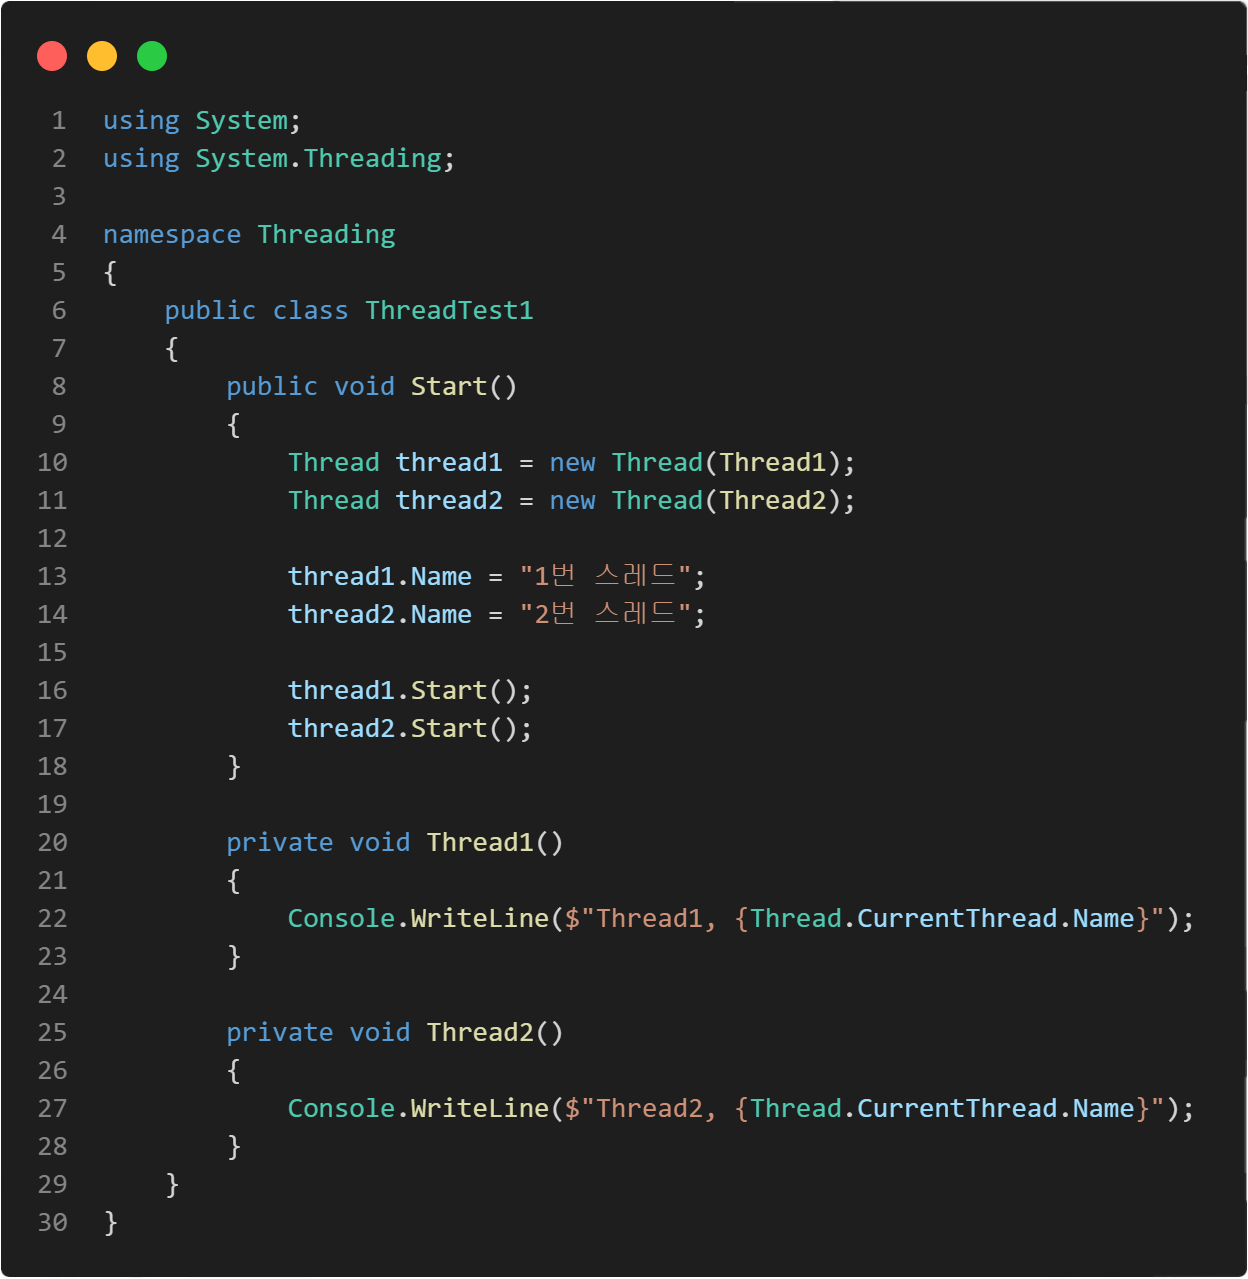 1 using System;
2 using System.Threading;
3
4 namespace Threading
5 {
6     public class ThreadTest1
7     {
8         public void Start()
9         {
10             Thread thread1 = new Thread(Thread1);
11             Thread thread2 = new Thread(Thread2);
12
13             thread1.Name = "1번 스레드";
14             thread2.Name = "2번 스레드";
15
16             thread1.Start();
17             thread2.Start();
18         }
19
20         private void Thread1()
21         {
22             Console.WriteLine($"Thread1, {Thread.CurrentThread.Name}");
23         }
24
25         private void Thread2()
26         {
27             Console.WriteLine($"Thread2, {Thread.CurrentThread.Name}");
28         }
29     }
30 }